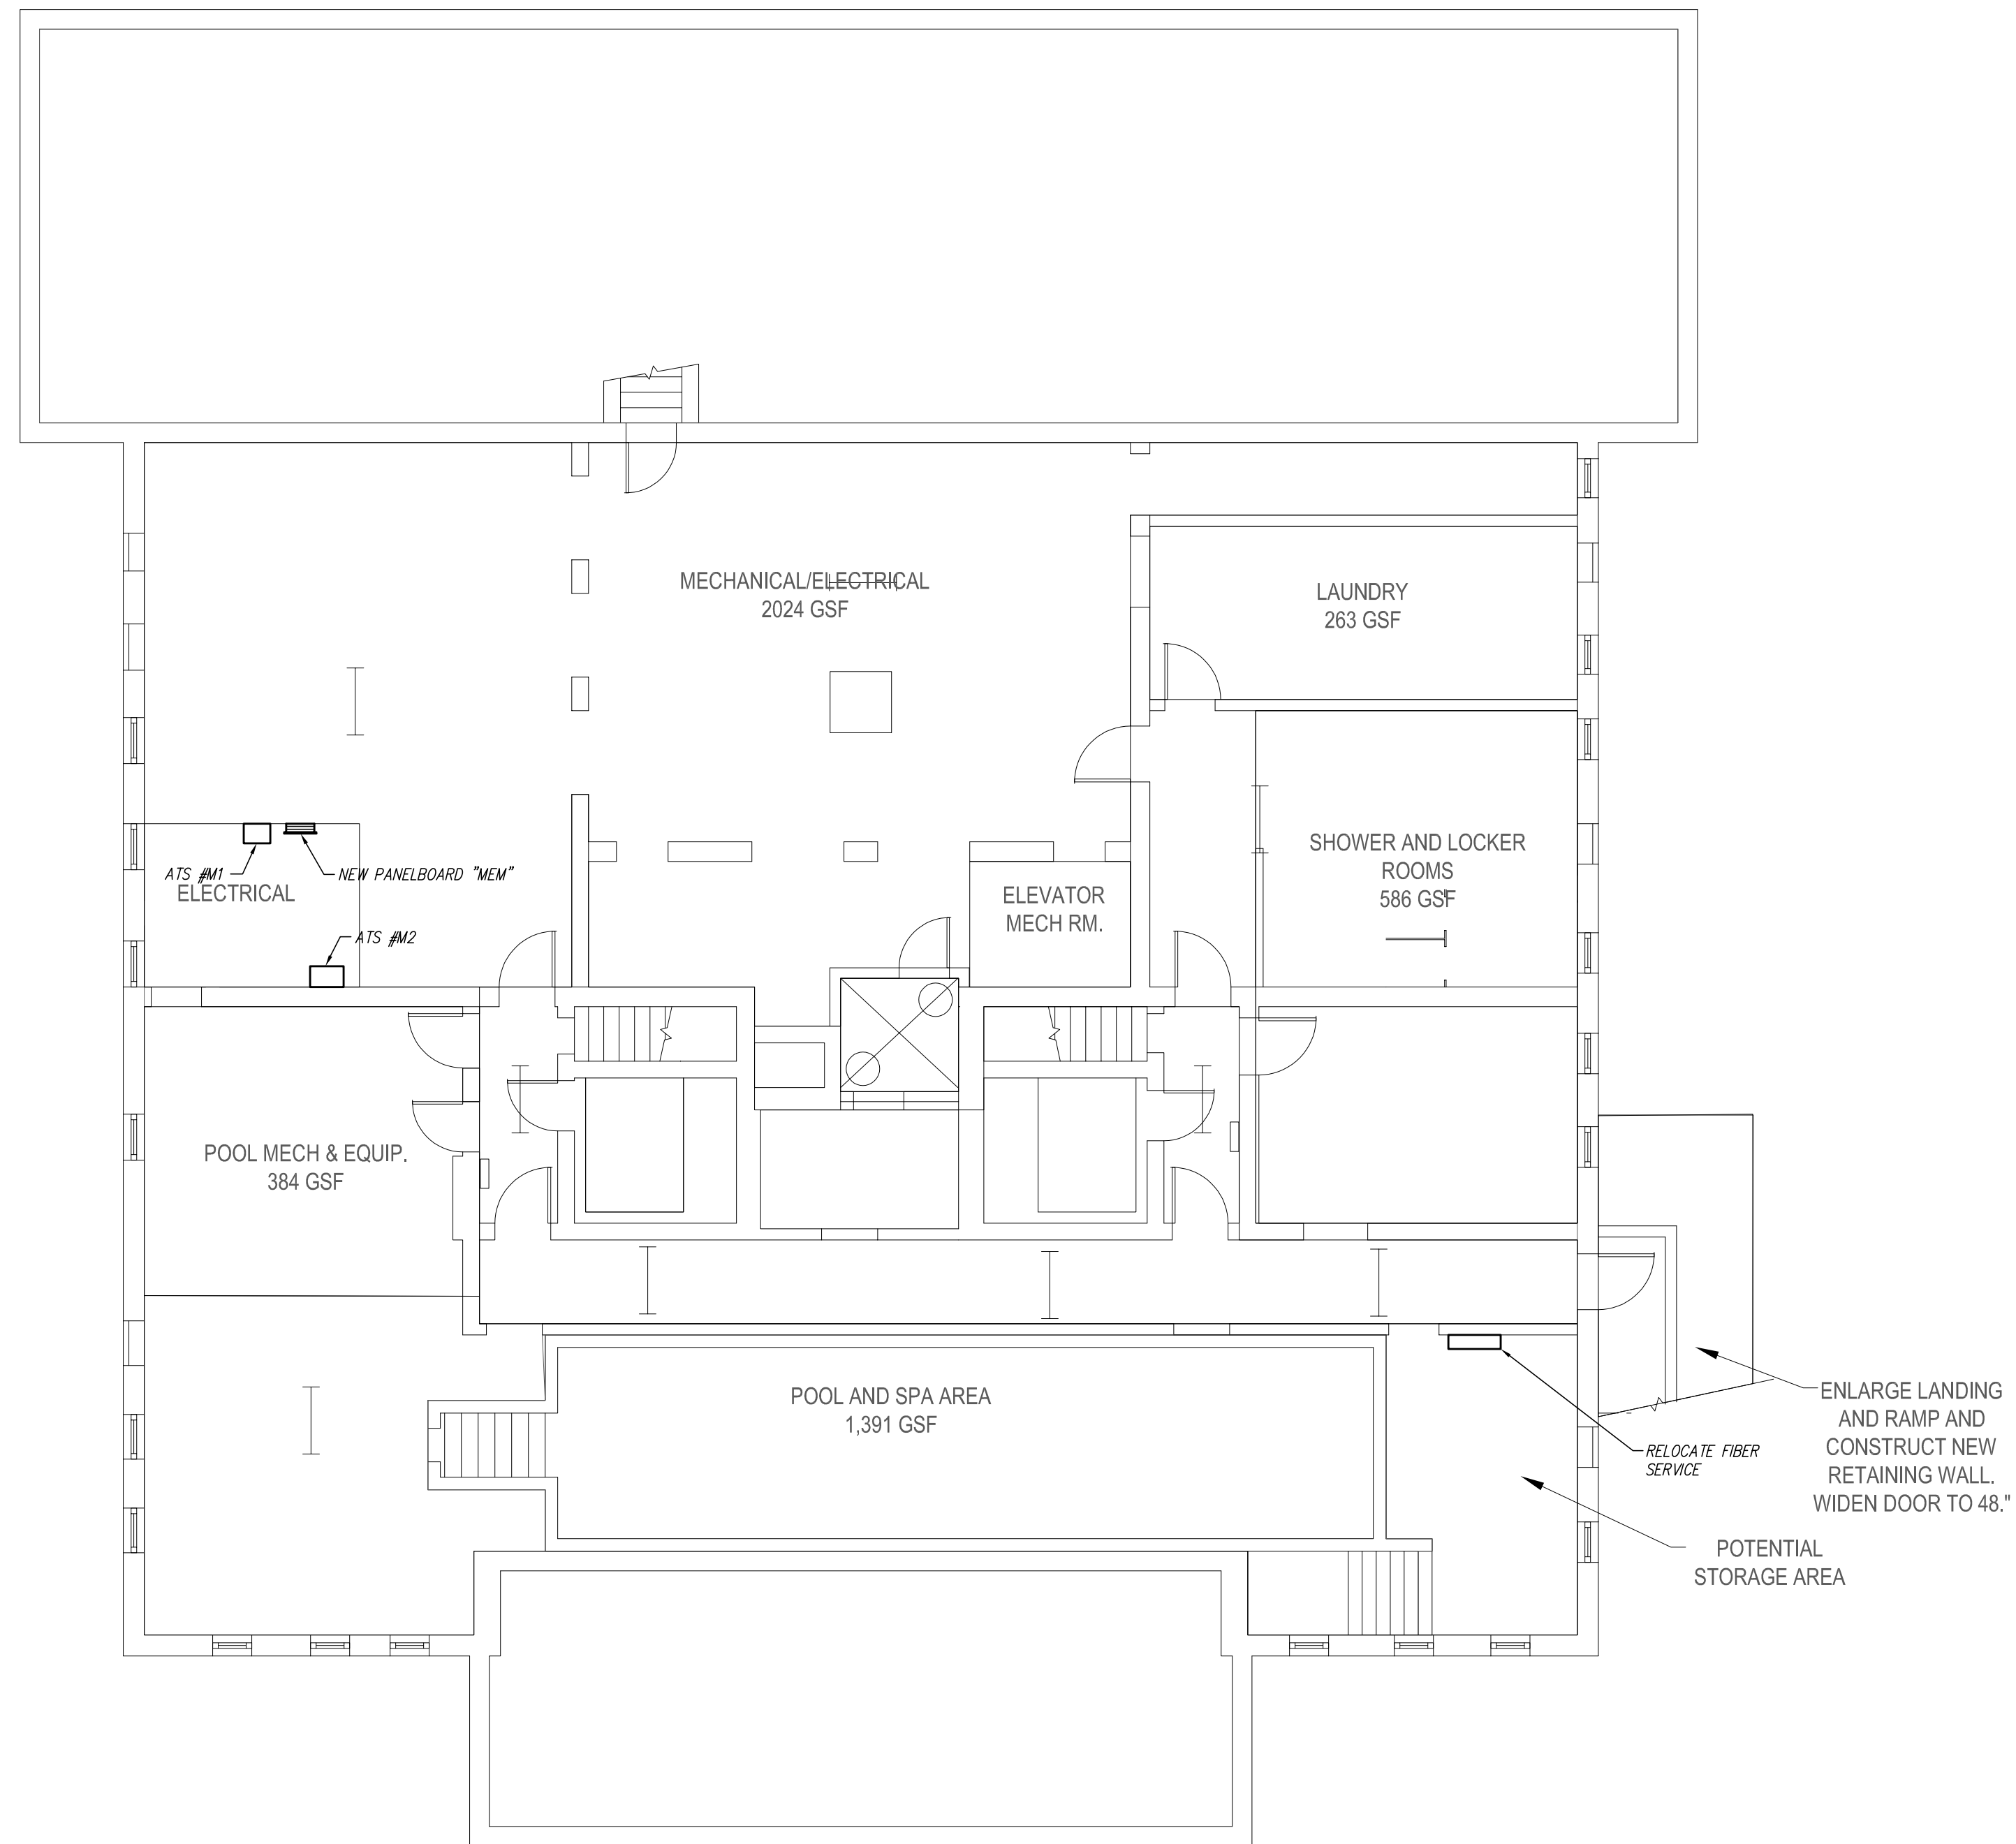 MECHANICAL/ELECTRICAL
2024 GSF
LAUNDRY
263 GSF
SHOWER AND LOCKER
ROOMS
586 GSF
ATS #M1
NEW PANELBOARD "MEM"
ELECTRICAL
ATS #M2
ELEVATOR
MECH RM.
POOL MECH & EQUIP.
384 GSF
POOL AND SPA AREA
1,391 GSF
ENLARGE LANDING
AND RAMP AND
CONSTRUCT NEW
RETAINING WALL.
WIDEN DOOR TO 48."
RELOCATE FIBER
SERVICE
POTENTIAL
STORAGE AREA